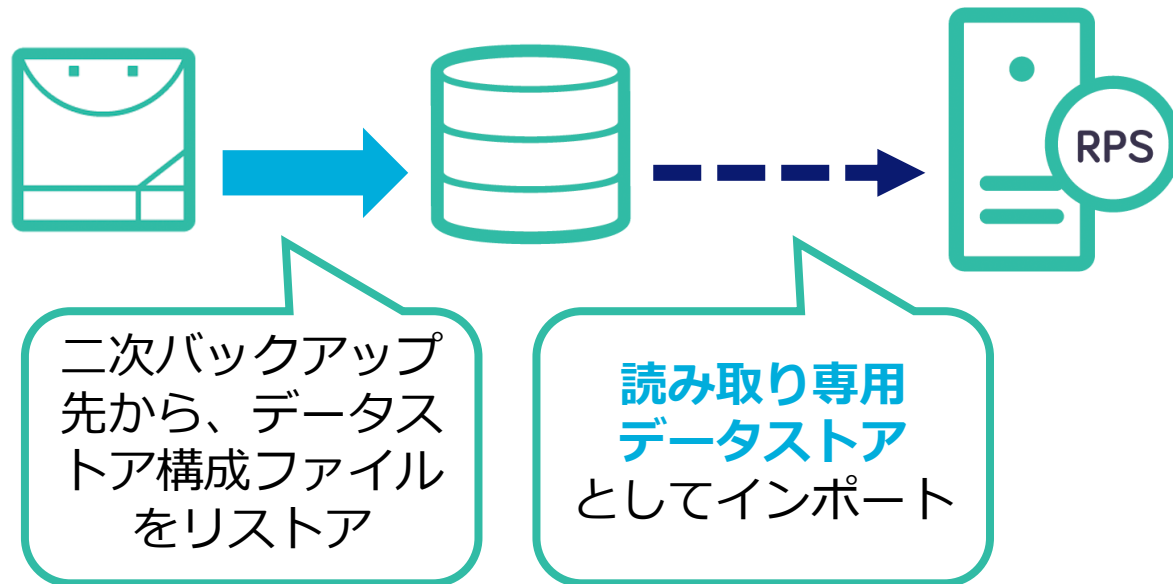 RPS
二次バックアップ
先から、データス
トア構成ファイル
をリストア
読み取り専用
データストア
としてインポート